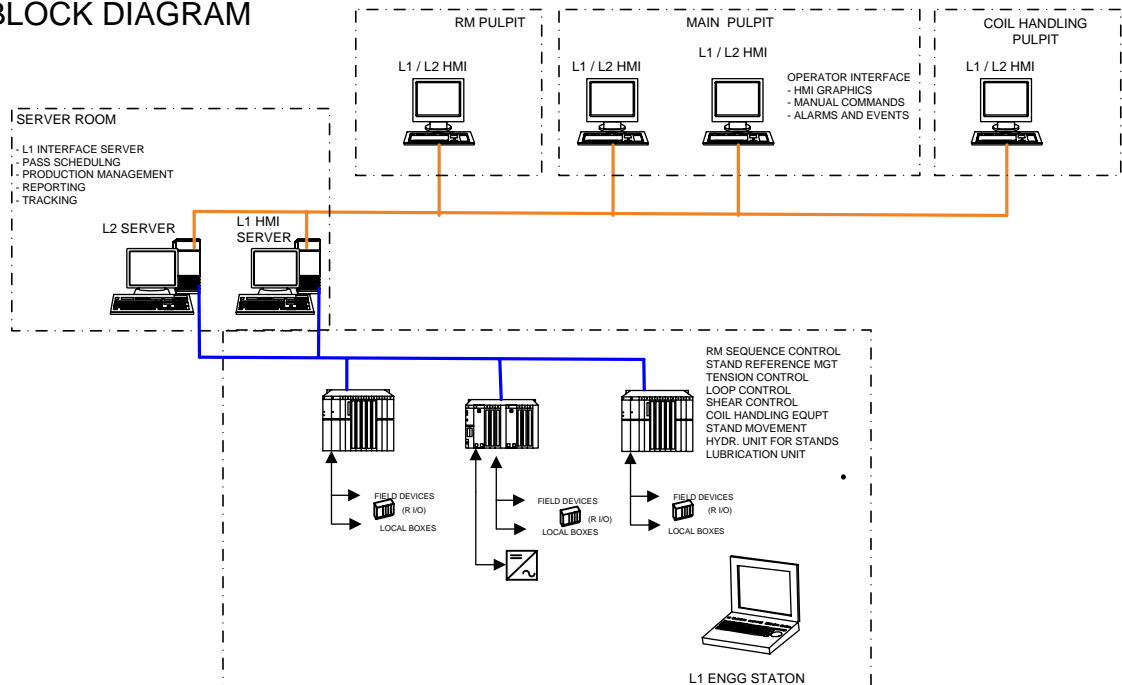 BLOCK DIAGRAM
RM PULPIT
L1 / L2 HMI
MAIN PULPIT
L1 / L2 HMI
L1 / L2 HMI
OPERATOR INTERFACE
- HMI GRAPHICS
- MANUAL COMMANDS
- ALARMS AND EVENTS
COIL HANDLING
PULPIT
L1 / L2 HMI
SERVER ROOM
- L1 INTERFACE SERVER
- PASS SCHEDULNG
- PRODUCTION MANAGEMENT
- REPORTING
- TRACKING
L2 SERVER
L1 HMI
SERVER
RM SEQUENCE CONTROL
STAND REFERENCE MGT
TENSION CONTROL
LOOP CONTROL
SHEAR CONTROL
COIL HANDLING EQUPT
STAND MOVEMENT
HYDR. UNIT FOR STANDS
LUBRICATION UNIT
FIELD DEVICES
(R I/O)
LOCAL BOXES
FIELD DEVICES
(R I/O)
LOCAL BOXES
FIELD DEVICES
(R I/O)
LOCAL BOXES
L1 ENGG STATON